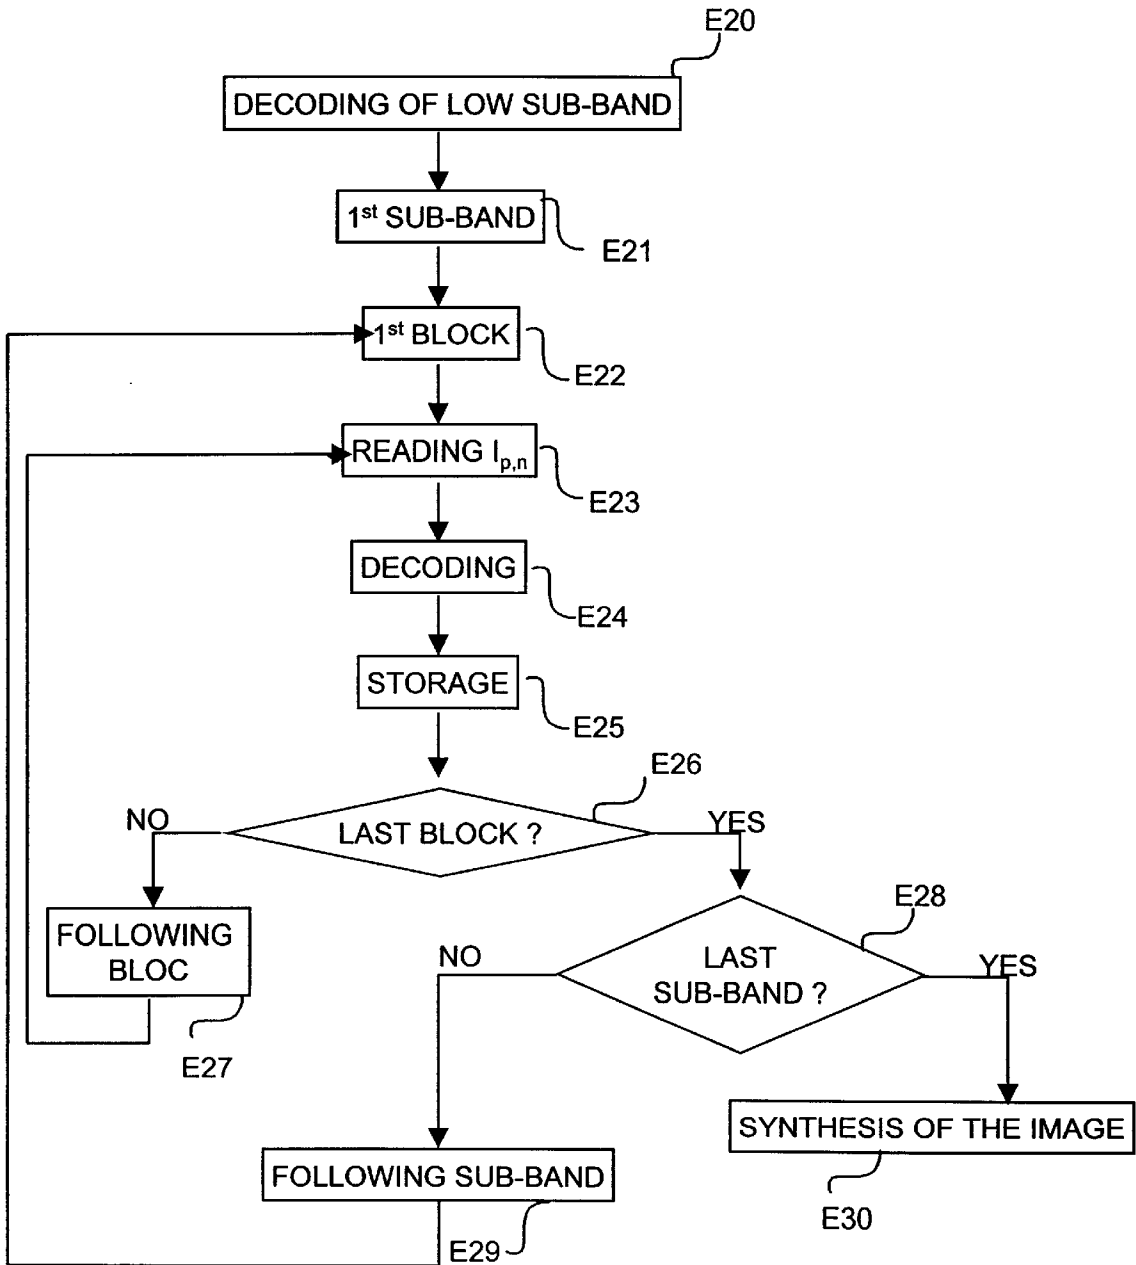 E20
DECODING OF LOW SUB-BAND
1st SUB-BAND
E21
1st BLOCK
E22
READING Ip,n
E23
DECODING
E24
STORAGE
E25
E26
NO
LAST BLOCK ?
YES
E28
FOLLOWING
BLOC
NO
LAST
SUB-BAND ?
YES
E27
SYNTHESIS OF THE IMAGE
FOLLOWING SUB-BAND
E30
E29